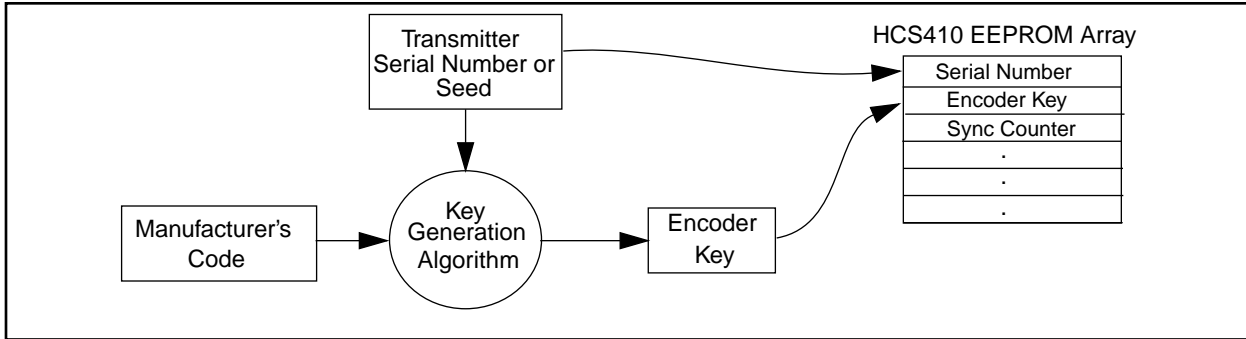 Transmitter
Serial Number or
Seed
HCS410 EEPROM Array
Serial Number
Encoder Key
Sync Counter
.
.
.
Manufacturer's
Code
Key
Generation
Algorithm
Encoder
Key